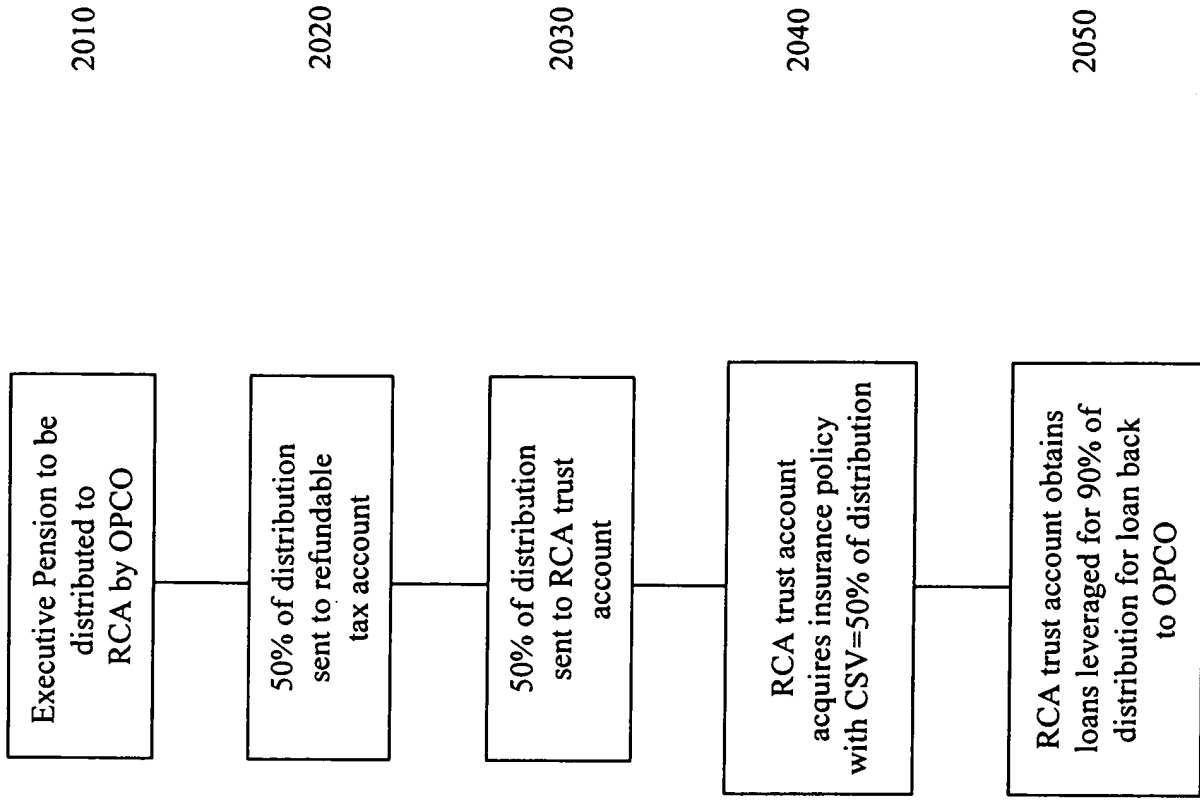 Executive Pension to be
distributed to
RCA by OPCO
2010
50% of distribution
sent to refundable
tax account
2020
50% of distribution
sent to RCA trust
account
2030
RCA trust account
acquires insurance policy
with CSV=50% of distribution
2040
RCA trust account obtains
loans leveraged for 90% of
distribution for loan back
to OPCO
2050